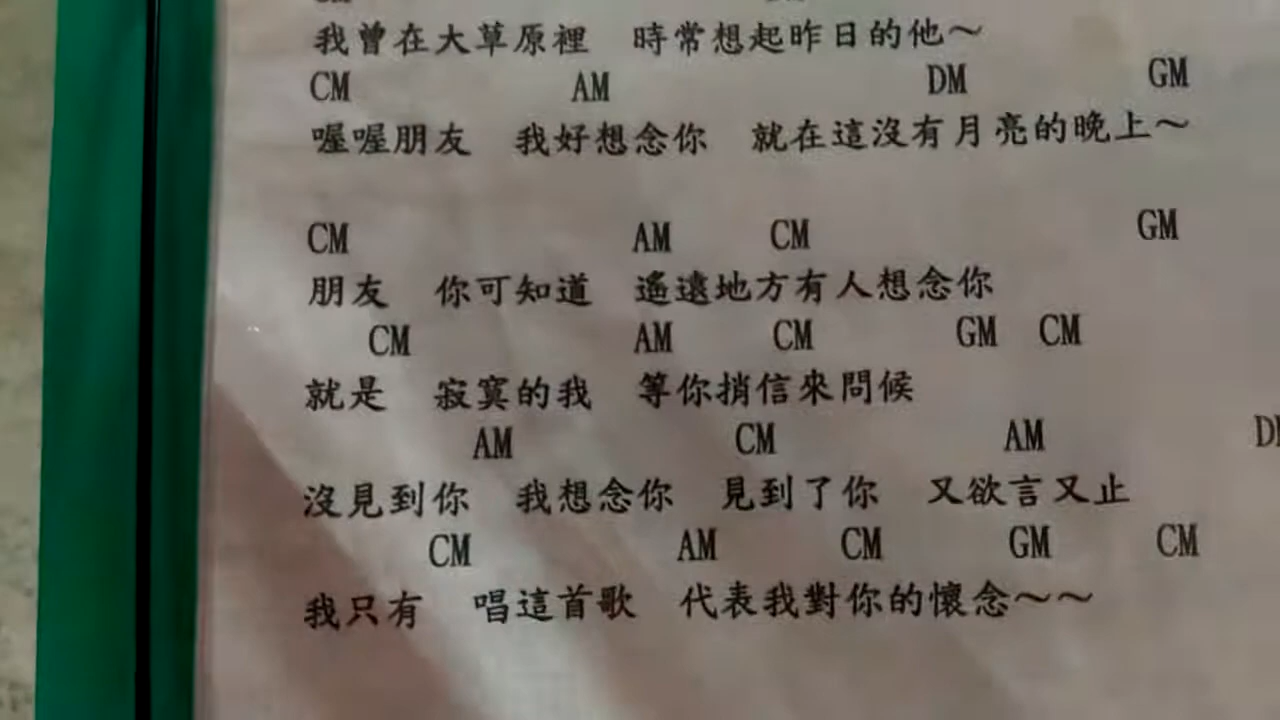 我曾在大草原裡 時常想起昨日的他～
CM AM DM GM
喔喔朋友 我好想念你 就在這沒有月亮的晚上～
CM AM CM GM
朋友 你可知道 遙遠地方有人想念你
CM AM CM GM CM
就是 寂寞的我 等你捎信來問候
AM CM AM
沒見到你 我想念你 見到了你 又欲言又止
CM AM CM GM CM
我只有 唱這首歌 代表我對你的懷念～～